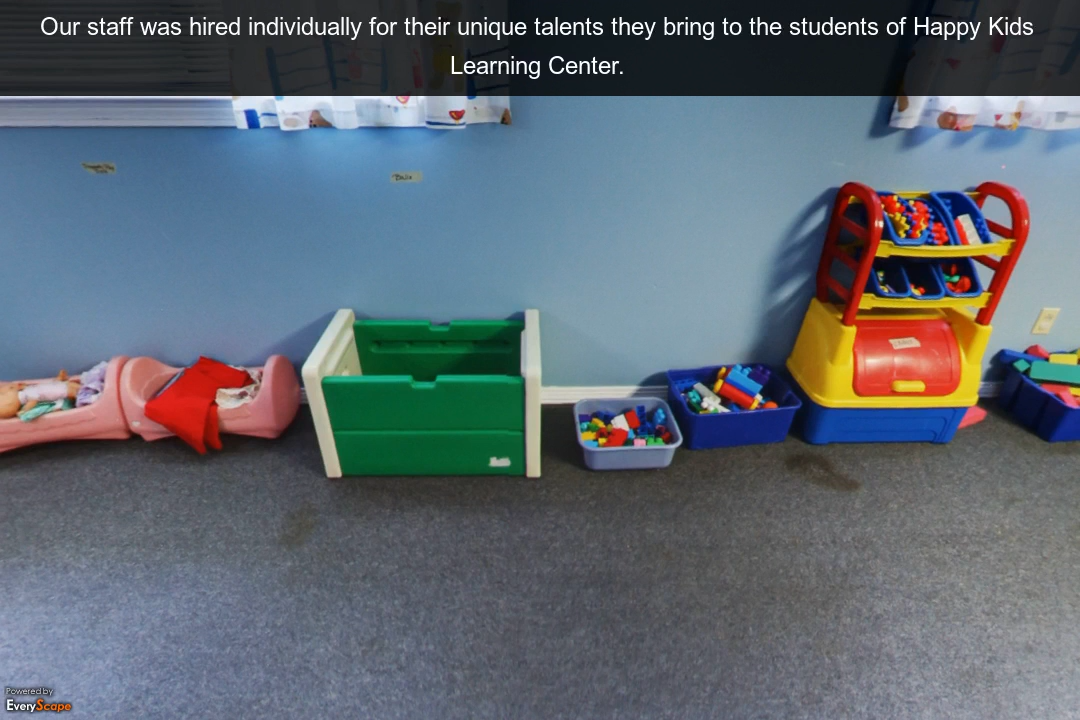 Our staff was hired individually for their unique talents they bring to the students of Happy Kids
Learning Center.
Powered by
EveryScape